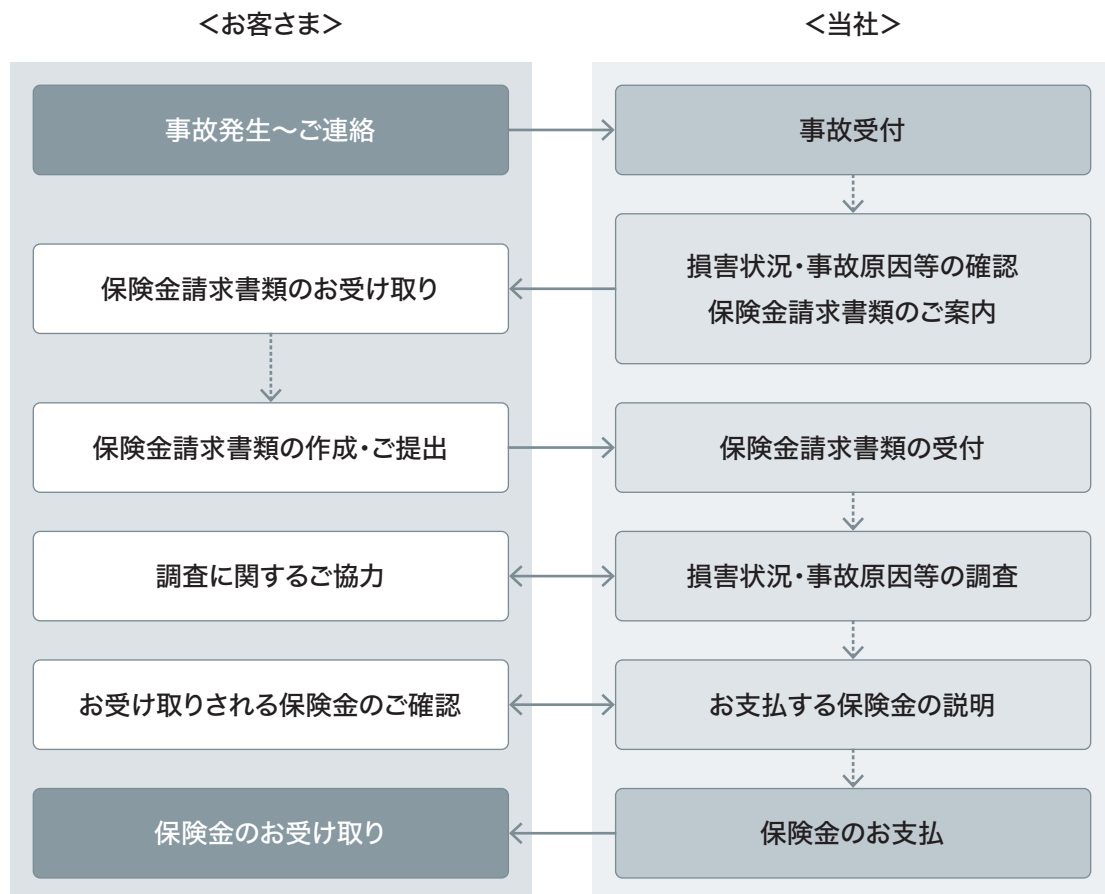 ＜お客さま＞
＜当社＞
事故発生～ご連絡
事故受付
損害状況・事故原因等の確認
保険金請求書類のご案内
保険金請求書類のお受け取り
保険金請求書類の作成・ご提出
保険金請求書類の受付
調査に関するご協力
損害状況・事故原因等の調査
お受け取りされる保険金のご確認
お支払する保険金の説明
保険金のお支払
保険金のお受け取り